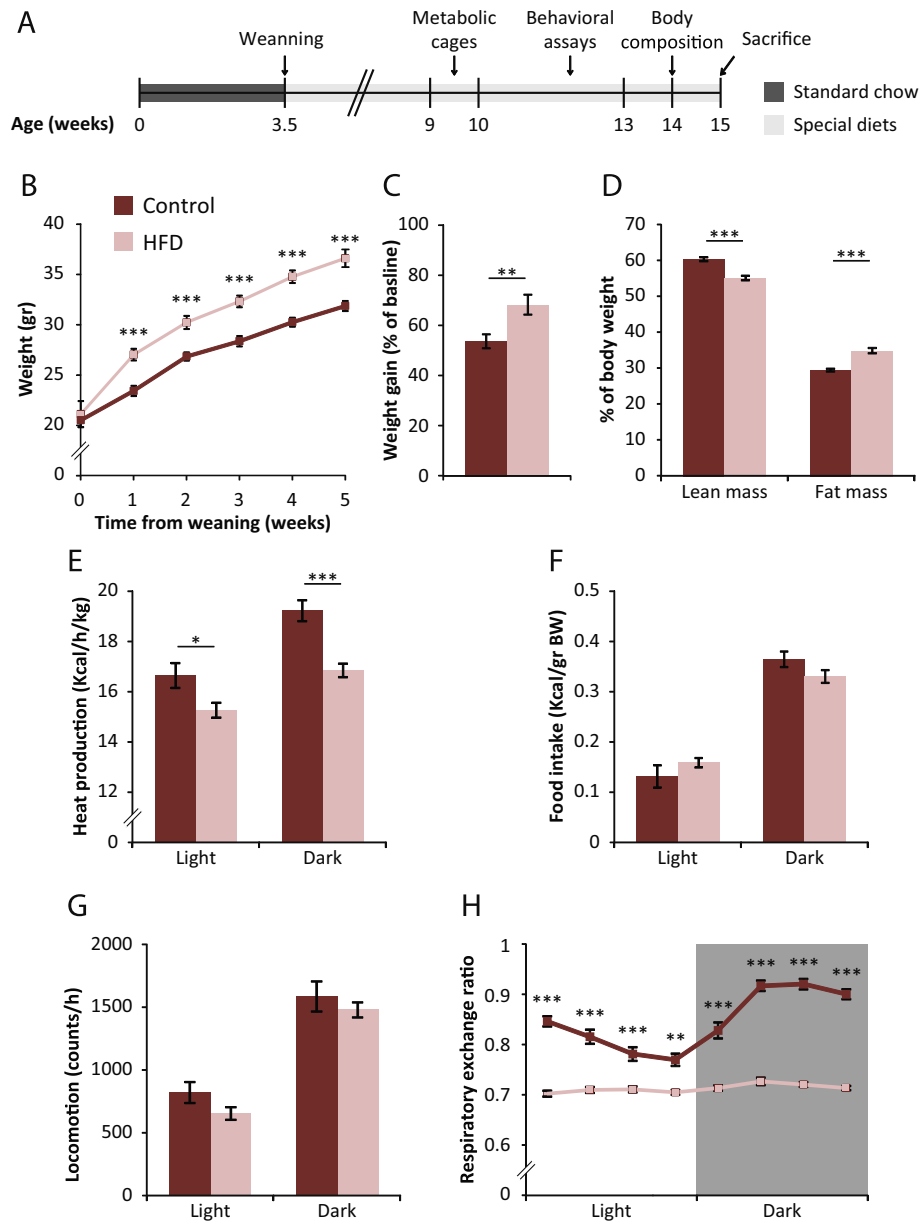 A
Weanning
Metabolic cages
Behavioral assays
Body composition
Sacrifice
Standard chow
Special diets
Age (weeks)
0 3.5 9 10 13 14 15
B
Control
HFD
Weight (gr)
40
35
30
25
20
0
*** *** *** *** ***
0 1 2 3 4 5
Time from weaning (weeks)
C
Weight gain (% of basline)
100
80
60
40
20
0
**
D
% of body weight
70
60
50
40
30
20
10
0
*** ***
Lean mass Fat mass
E
Heat production (Kcal/h/kg)
20
18
16
14
12
0
* ***
Light Dark
F
Food intake (Kcal/gr BW)
0.5
0.4
0.3
0.2
0.1
0
Light Dark
G
Locomotion (counts/h)
2000
1500
1000
500
0
Light Dark
H
Respiratory exchange ratio
1
0.9
0.8
0.7
0.6
0
*** *** *** ** *** *** *** ***
Light Dark